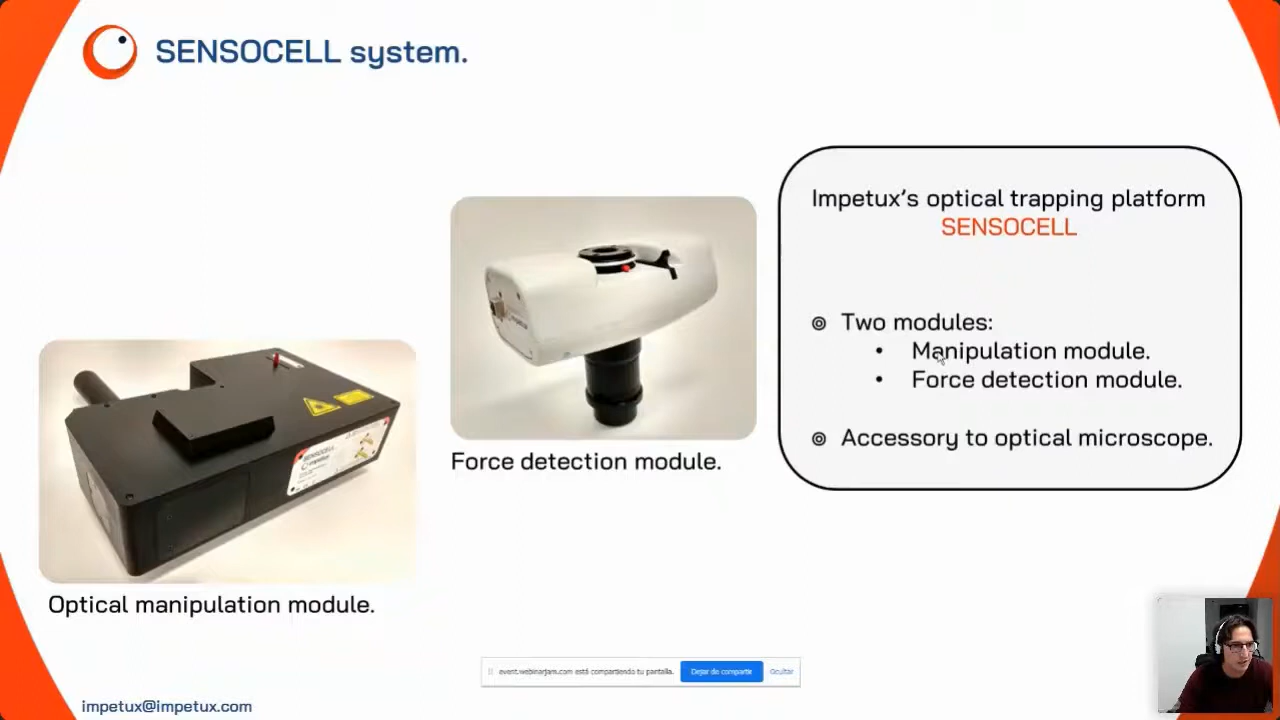 SENSOCELL system.
Impetux's optical trapping platform
SENSOCELL
Two modules:
• Manipulation module.
• Force detection module.
Accessory to optical microscope.
Force detection module.
Optical manipulation module.
SENSOCELL
impetux
event.webinarjam.com está compartiendo tu pantalla.
Dejar de compartir
Ocultar
impetux@impetux.com